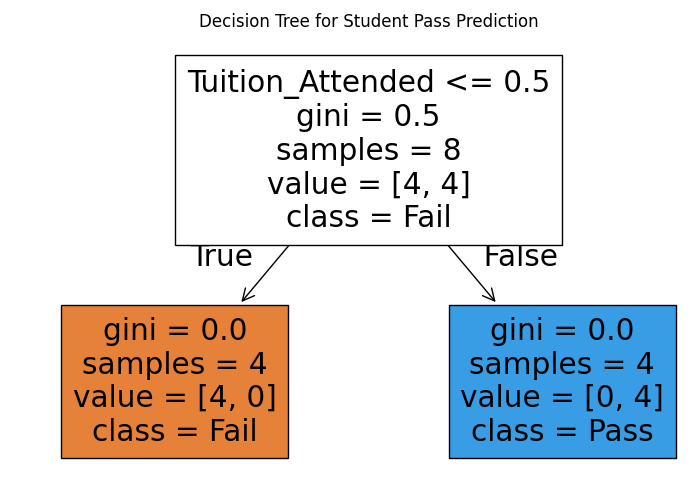 Decision Tree for Student Pass Prediction
Tuition_Attended <= 0.5
gini = 0.5
samples = 8
value = [4, 4]
class = Fail
True
False
gini = 0.0
samples = 4
value = [4, 0]
class = Fail
gini = 0.0
samples = 4
value = [0, 4]
class = Pass